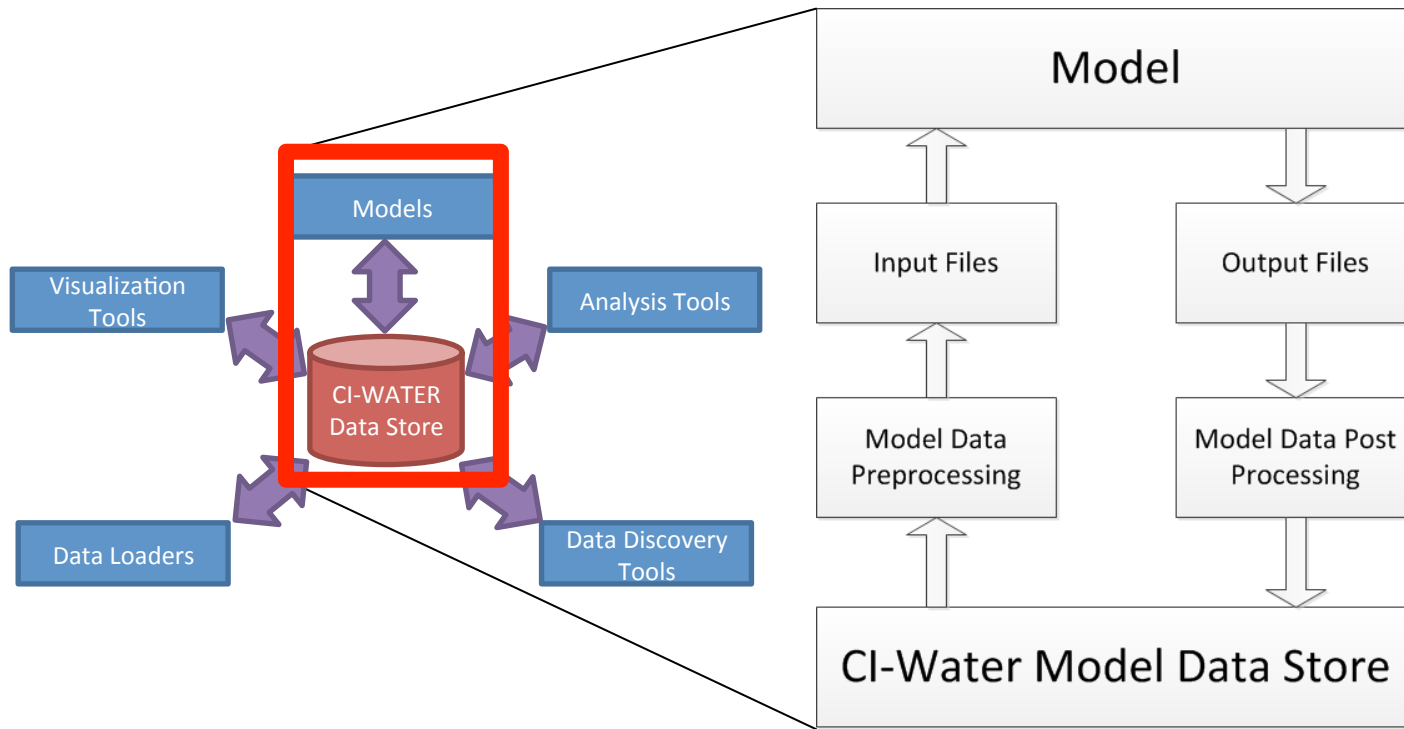 Models
Visualization
Tools
Analysis Tools
CI-WATER
Data Store
Data Loaders
Data Discovery
Tools
Model
Input Files
Output Files
Model Data
Preprocessing
Model Data Post
Processing
CI-Water Model Data Store